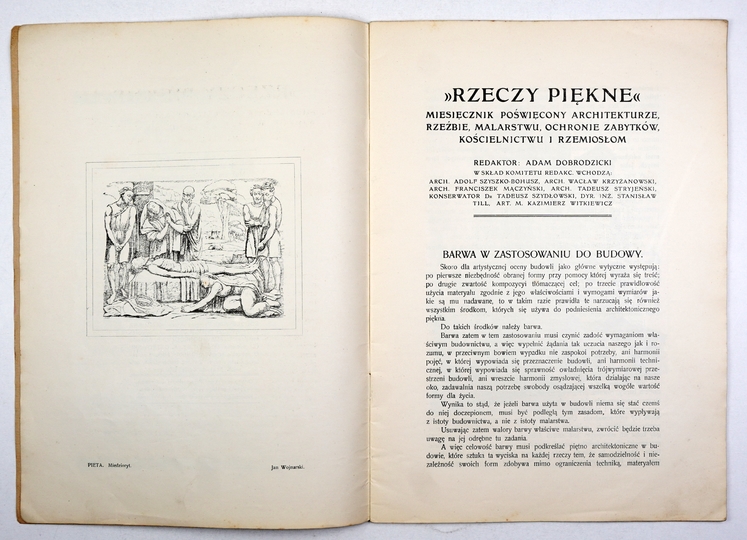 PIETA. Miedzioryt.
Jan Wojnarski.
»RZECZY PIĘKNE«
MIESIĘCZNIK POŚWIĘCONY ARCHITEKTURZE,
RZEŹBIE, MALARSTWU, OCHRONIE ZABYTKÓW,
KOŚCIELNICTWU I RZEMIOSŁOM
REDAKTOR: ADAM DOBRODZICKI
W SKŁAD KOMITETU REDAKC. WCHODZĄ:
ARCH. ADOLF SZYSZKO-BOHUSZ, ARCH. WACŁAW KRZYŻANOWSKI,
ARCH. FRANCISZEK MĄCZYŃSKI, ARCH. TADEUSZ STRYJEŃSKI,
KONSERWATOR Dr TADEUSZ SZYDŁOWSKI, DYR. INŻ. STANISŁAW
TILL, ART. M. KAZIMIERZ WITKIEWICZ
BARWA W ZASTOSOWANIU DO BUDOWY.
Skoro dla artystycznej oceny budowli jako główne wytyczne występują:
po pierwsze niezbędność obranej formy przy pomocy której wyraża się treść;
po drugie zwartość kompozycyi tłómaczącej cel; po trzecie prawidłowość
użycia materyału zgodnie z jego właściwościami i wymogami wymiarów ja-
kie są mu nadawane, to w takim razie prawidła te narzucają się również
wszystkim środkom, których się używa do podniesienia architektonicznego
piękna.
Do takich środków należy barwa.
Barwa zatem w tem zastosowaniu musi czynić zadość wymaganiom wła-
ściwym budownictwu, a więc wypełnić żądania tak uczucia naszego jak i ro-
zumu, w przeciwnym bowiem wypadku nie zaspokoi potrzeby, ani harmonii
pojęć, w której wypowiada się przeznaczenie budowli, ani harmonii techni-
cznej, w której wypowiada się sprawność owładnięcia trójwymiarowej prze-
strzeni budowli, ani wreszcie harmonii zmysłowej, która działając na nasze
oko, zadawalnia naszą potrzebę swobody osądzającej wszelką wogóle wartość
formy dla życia.
Wynika to stąd, że jeżeli barwa użyta w budowli niema się stać czemś
do niej doczepionem, musi być podległą tym zasadom, które wypływają
z istoty budownictwa, a nie z istoty malarstwa.
Usuwając zatem walory barwy właściwe malarstwu, zwrócić będzie trzeba
uwagę na jej odrębne tu zadania.
A więc celowość barwy musi podkreślać piętno architektoniczne w bu-
dowie, które sztuka ta wyciska na każdej rzeczy tem, że samodzielność i nie-
zależność swoich form zdobywa mimo ograniczenia techniką, materyałem